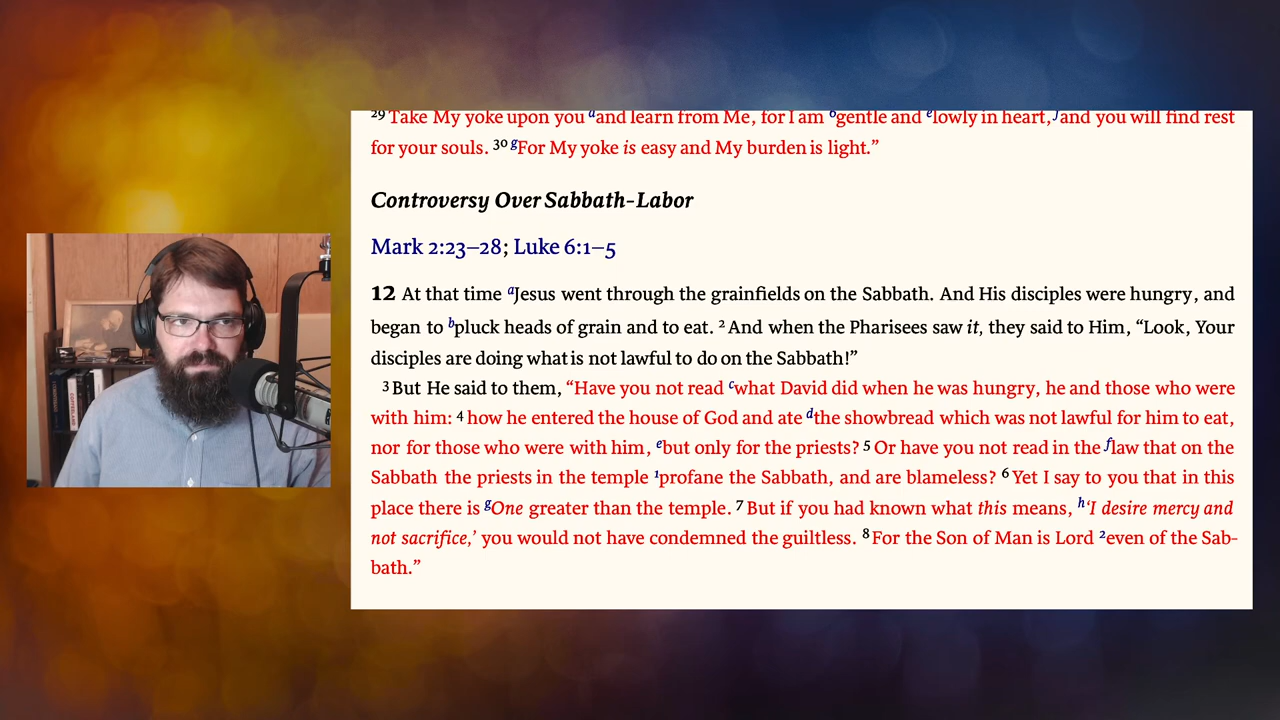 29 Take My yoke upon you a and learn from Me, for I am b gentle and e lowly in heart, f and you will find rest
for your souls. 30 g For My yoke is easy and My burden is light.”
Controversy Over Sabbath-Labor
Mark 2:23–28; Luke 6:1–5
12 At that time a Jesus went through the grainfields on the Sabbath. And His disciples were hungry, and
began to b pluck heads of grain and to eat. 2 And when the Pharisees saw it, they said to Him, “Look, Your
disciples are doing what is not lawful to do on the Sabbath!”
3 But He said to them, “Have you not read c what David did when he was hungry, he and those who were
with him: 4 how he entered the house of God and ate d the showbread which was not lawful for him to eat,
nor for those who were with him, e but only for the priests? 5 Or have you not read in the f law that on the
Sabbath the priests in the temple 1 profane the Sabbath, and are blameless? 6 Yet I say to you that in this
place there is g One greater than the temple. 7 But if you had known what this means, h ‘I desire mercy and
not sacrifice,’ you would not have condemned the guiltless. 8 For the Son of Man is Lord 2 even of the Sab-
bath.”